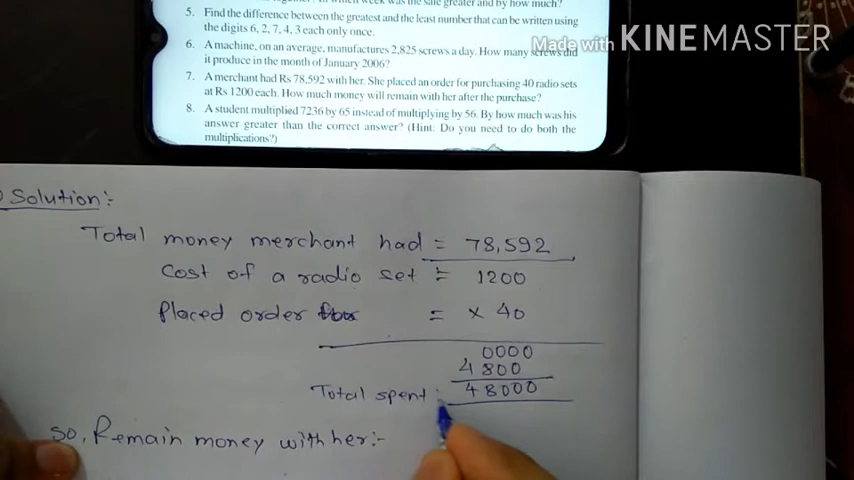 5. Find the difference between the greatest and the least number that can be written using
the digits 6, 2, 7, 4, 3 each only once.
6. A machine, on an average, manufactures 2,825 screws a day. How many screws did
it produce in the month of January 2006?
7. A merchant had Rs 78,592 with her. She placed an order for purchasing 40 radio sets
at Rs 1200 each. How much money will remain with her after the purchase?
8. A student multiplied 7236 by 65 instead of multiplying by 56. By how much was his
answer greater than the correct answer? (Hint: Do you need to do both the
multiplications?)
Made with KINEMASTER
Solution:-
Total money merchant had = 78,592
Cost of a radio set = 1200
Placed order = × 40
0000
4800
Total spent: 48000
So, Remain money with her:-